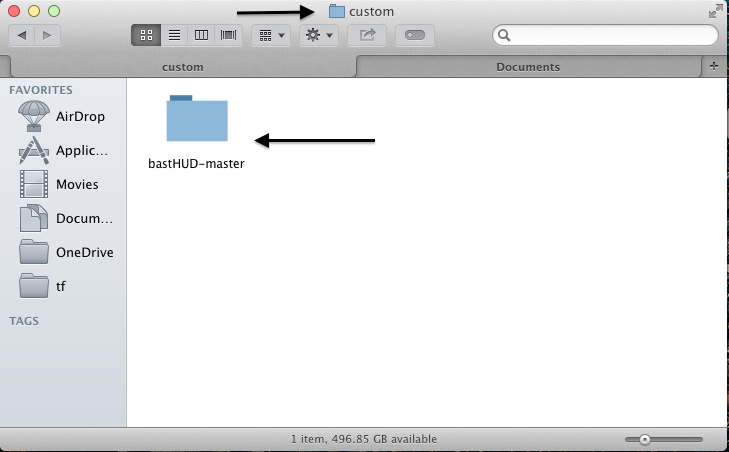 custom
custom
Documents
FAVORITES
AirDrop
Applic...
Movies
Docum...
OneDrive
tf
TAGS
bastHUD-master
1 item, 496.85 GB available